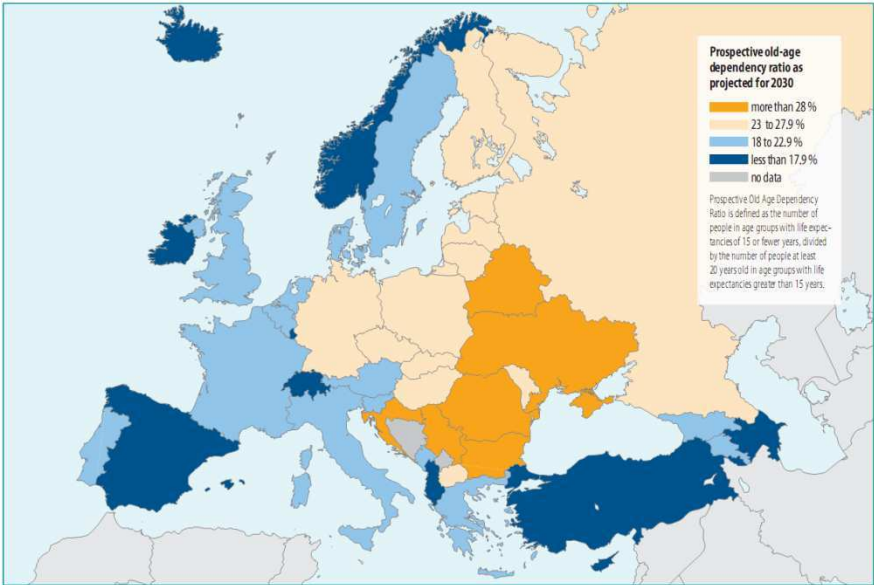 Prospective old-age
dependency ratio as
projected for 2030
more than 28 %
23 to 27.9 %
18 to 22.9 %
less than 17.9 %
no data
Prospective Old Age Dependency
Ratio is defined as the number of
people in age groups with life expec-
tancies of 15 or fewer years, divided
by the number of people at least
20 years old in age groups with life
expectancies greater than 15 years.